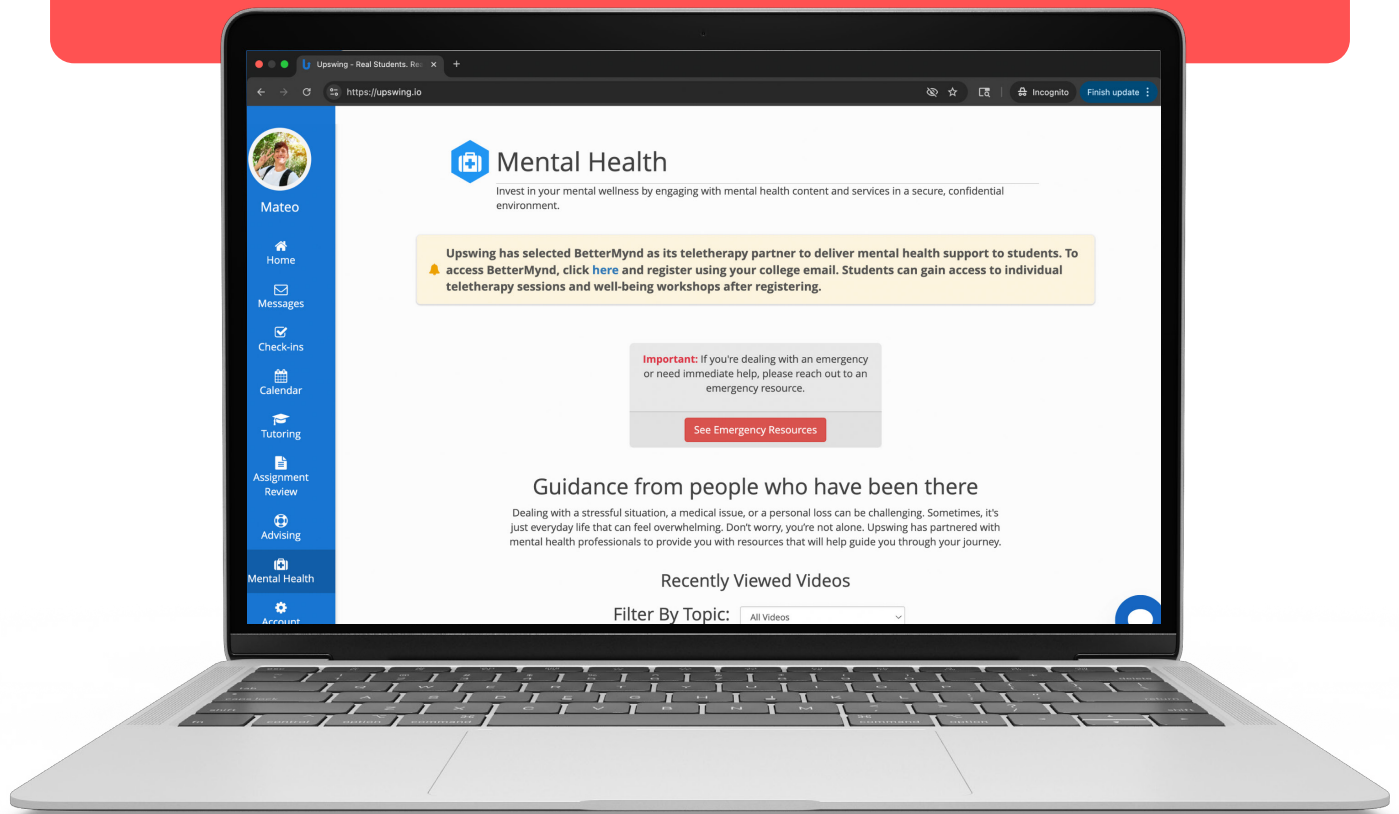 Upswing - Real Students. Rea
https://upswing.io
Incognito
Finish update
Mateo
Home
Messages
Check-ins
Calendar
Tutoring
Assignment
Review
Advising
Mental Health
Account
Mental Health
Invest in your mental wellness by engaging with mental health content and services in a secure, confidential
environment.
Upswing has selected BetterMynd as its teletherapy partner to deliver mental health support to students. To
access BetterMynd, click here and register using your college email. Students can gain access to individual
teletherapy sessions and well-being workshops after registering.
Important: If you're dealing with an emergency
or need immediate help, please reach out to an
emergency resource.
See Emergency Resources
Guidance from people who have been there
Dealing with a stressful situation, a medical issue, or a personal loss can be challenging. Sometimes, it's
just everyday life that can feel overwhelming. Don't worry, you're not alone. Upswing has partnered with
mental health professionals to provide you with resources that will help guide you through your journey.
Recently Viewed Videos
Filter By Topic:
All Videos